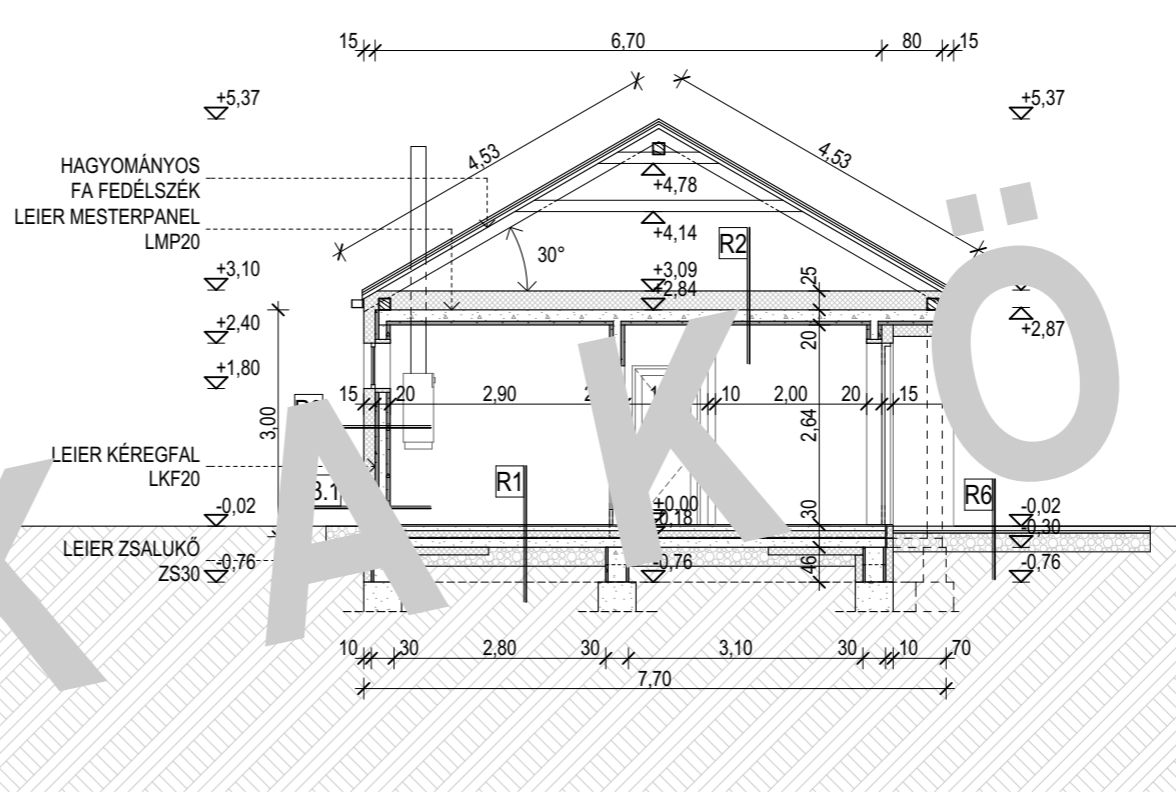 15 6,70 80 15
+5,37 +5,37
4,53 4,53
HAGYOMÁNYOS
FA FEDÉLSZÉK
LEIER MESTERPANEL
LMP20
+4,78
+4,14
R2
30°
+3,10
+3,09
+2,84
25
+2,40
+2,87
20
+1,80
15 20 2,90 10 2,00 20 15
3,00
2,64
LEIER KÉREGFAL
LKF20
R1
R6
-0,02
+0,00
-0,18
-0,02
-0,30
30
LEIER ZSALUKŐ
ZS30
-0,76
-0,76
-0,76
46
10 30 2,80 30 3,10 30 10 70
7,70
K A K Ö